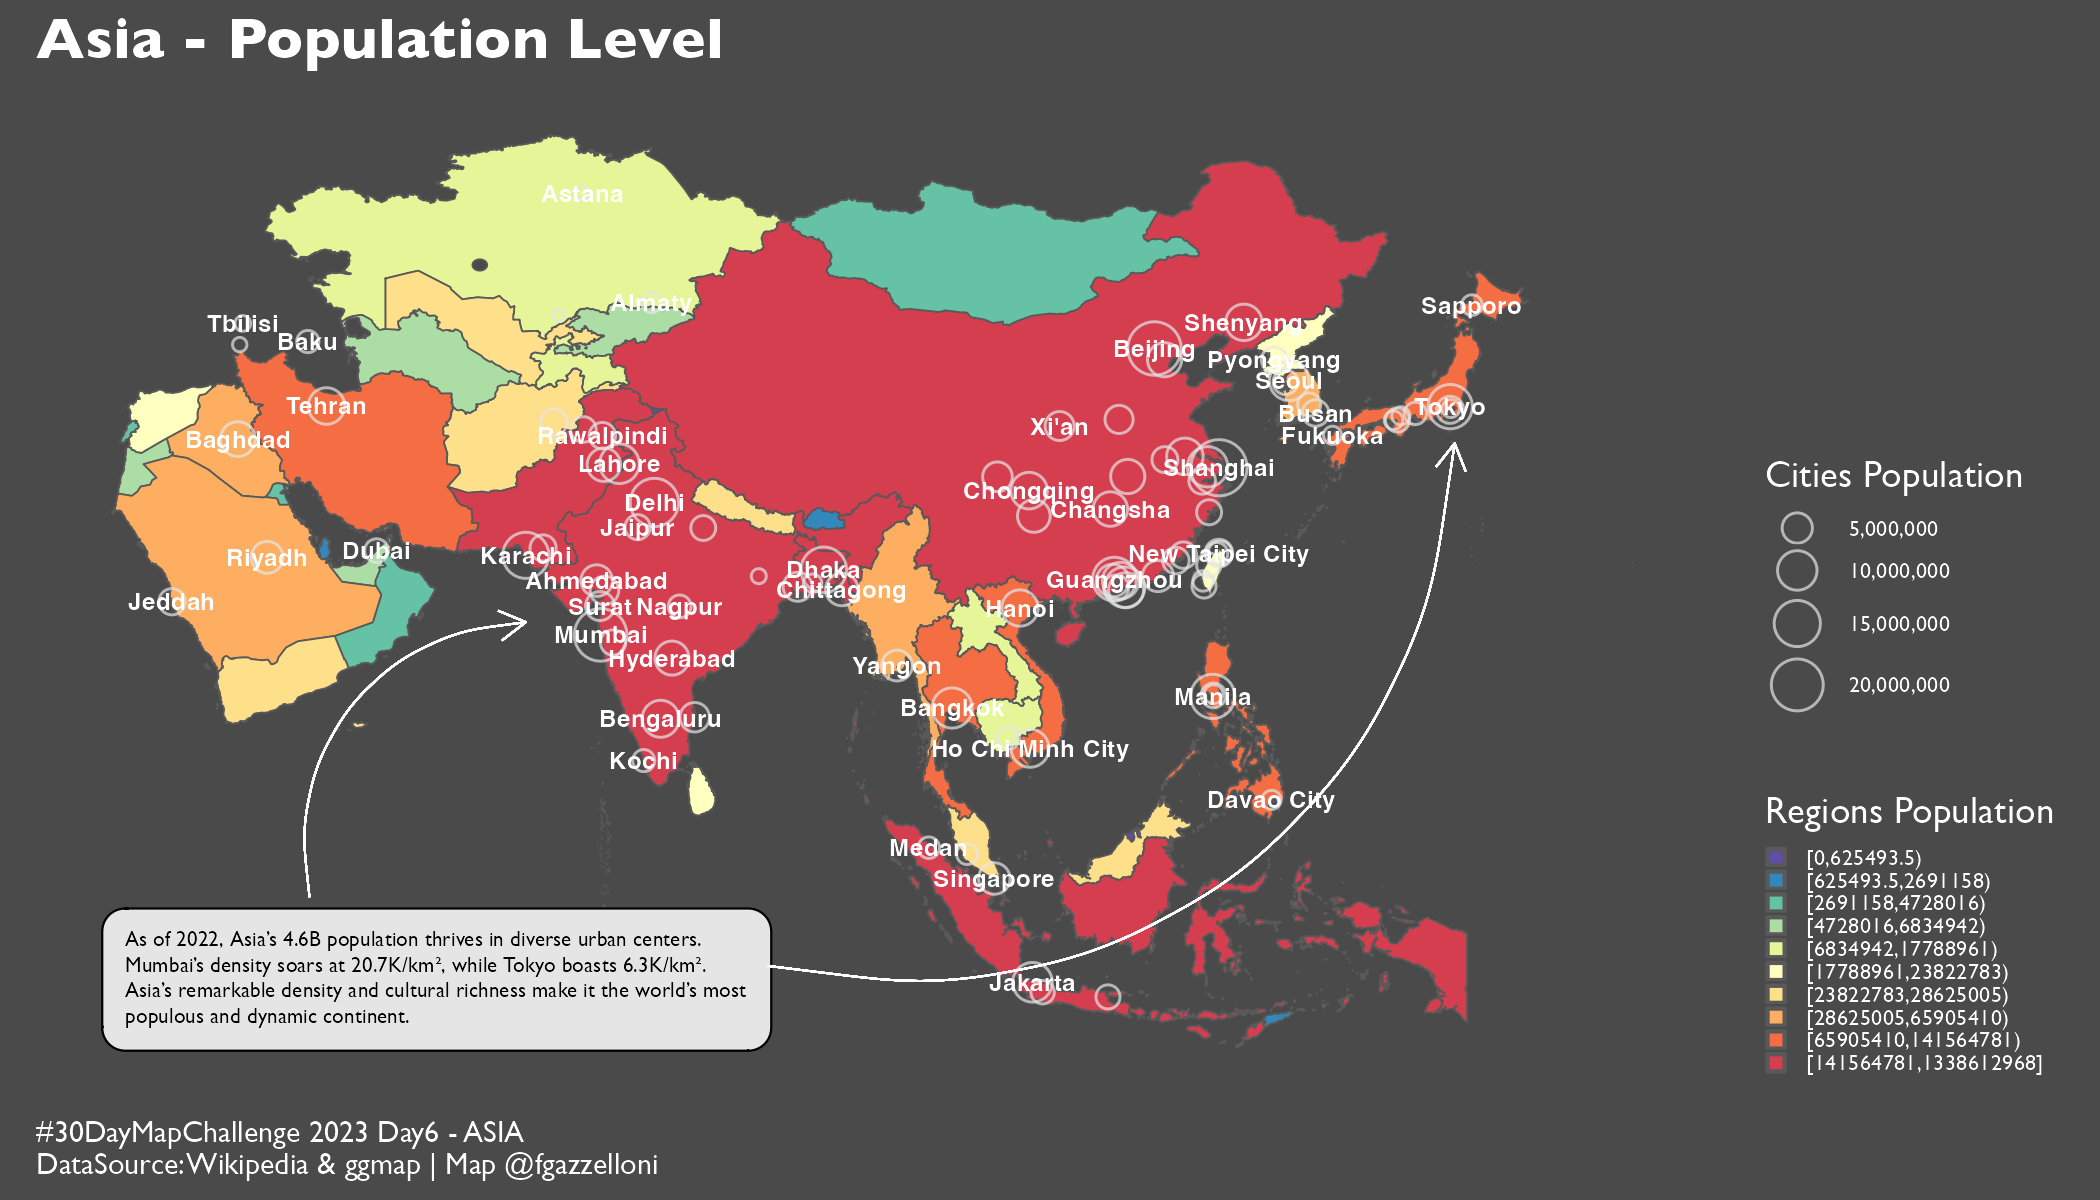 Asia - Population Level
Astana
Almaty
Tbilisi
Baku
Tehran
Baghdad
Riyadh
Jeddah
Dubai
Rawalpindi
Lahore
Delhi
Jaipur
Karachi
Ahmedabad
Surat
Nagpur
Mumbai
Hyderabad
Bengaluru
Kochi
Dhaka
Chittagong
Yangon
Bangkok
Hanoi
Ho Chi Minh City
Medan
Singapore
Jakarta
Manila
Davao City
Shenyang
Beijing
Pyongyang
Seoul
Busan
Fukuoka
Tokyo
Sapporo
Xi'an
Shanghai
Chongqing
Changsha
New Taipei City
Guangzhou
Cities Population
5,000,000
10,000,000
15,000,000
20,000,000
Regions Population
[0,625493.5)
[625493.5,2691158)
[2691158,4728016)
[4728016,6834942)
[6834942,17788961)
[17788961,23822783)
[23822783,28625005)
[28625005,65905410)
[65905410,141564781)
[141564781,1338612968]
As of 2022, Asia's 4.6B population thrives in diverse urban centers.
Mumbai's density soars at 20.7K/km², while Tokyo boasts 6.3K/km².
Asia's remarkable density and cultural richness make it the world's most
populous and dynamic continent.
#30DayMapChallenge 2023 Day6 - ASIA
DataSource: Wikipedia & ggmap | Map @fgazzelloni